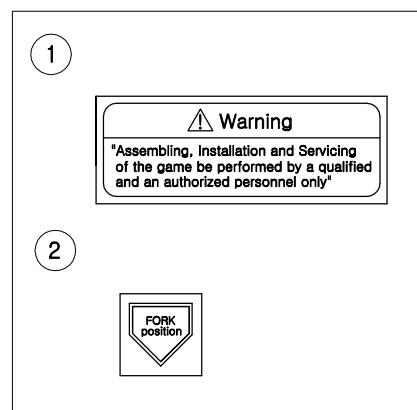 1
Warning
"Assembling, Installation and Servicing
of the game be performed by a qualified
and an authorized personnel only"
2
FORK
position